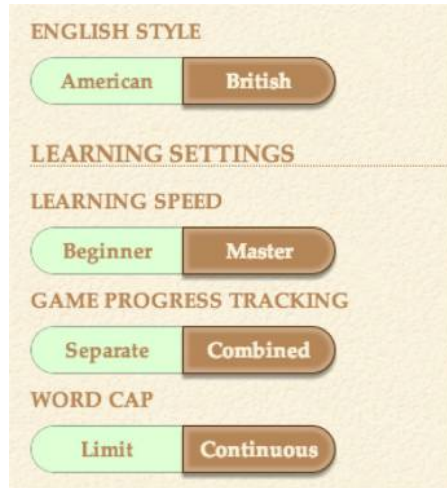 ENGLISH STYLE
American British
LEARNING SETTINGS
LEARNING SPEED
Beginner Master
GAME PROGRESS TRACKING
Separate Combined
WORD CAP
Limit Continuous